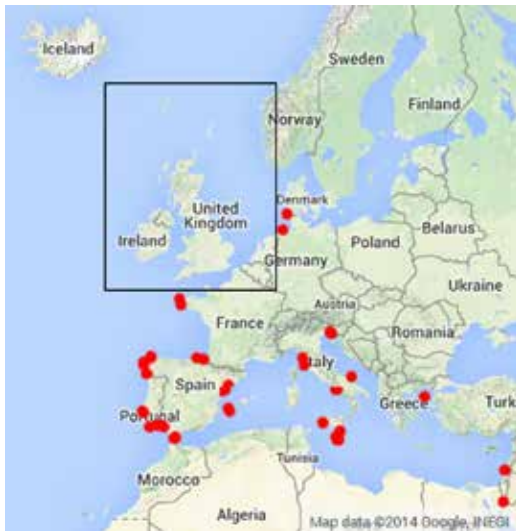 Iceland
Sweden
Finland
Norway
United
Kingdom
Denmark
Ireland
Belarus
Poland
Germany
Ukraine
Austria
France
Romania
Italy
Spain
Portugal
Greece
Turk
Tunisia
Morocco
Algeria
Map data ©2014 Google, INEGI